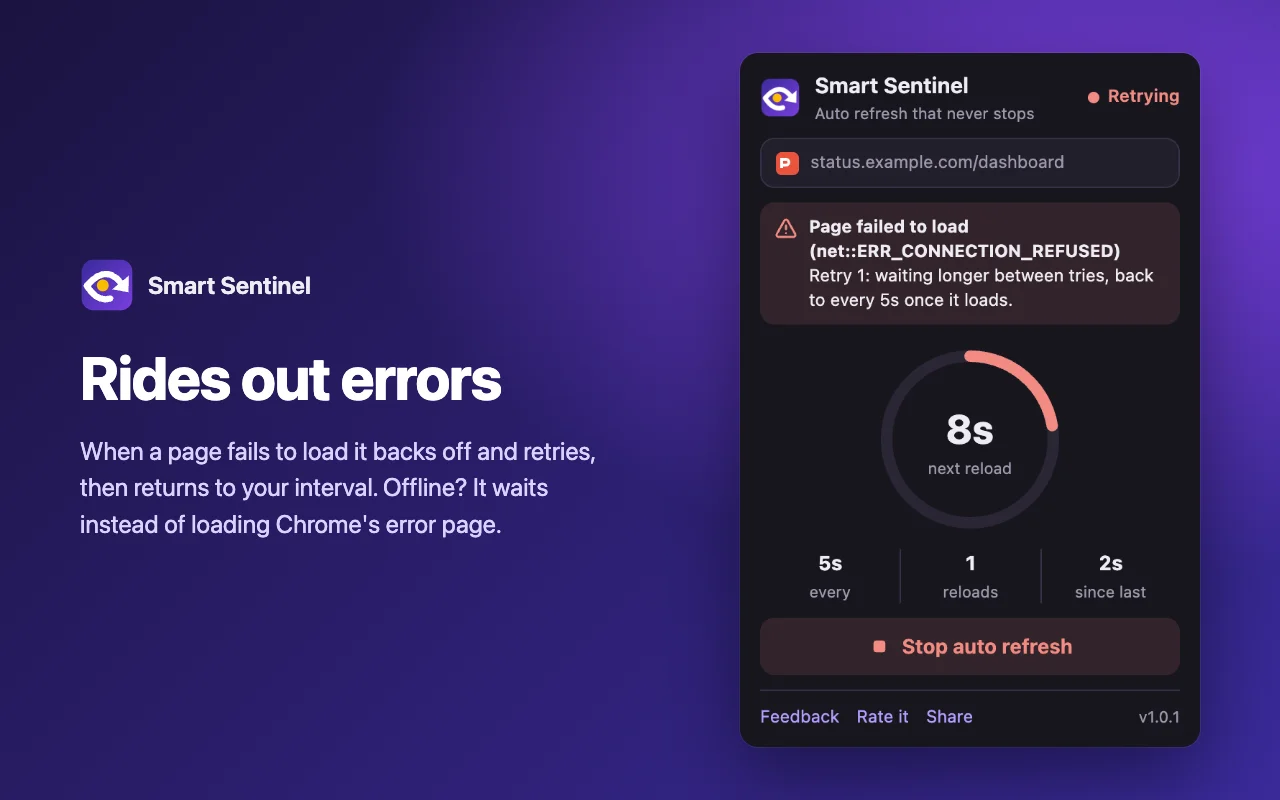 Smart Sentinel
Rides out errors
When a page fails to load it backs off and retries,
then returns to your interval. Offline? It waits
instead of loading Chrome's error page.
Smart Sentinel
Auto refresh that never stops
Retrying
P
status.example.com/dashboard
Page failed to load
(net::ERR_CONNECTION_REFUSED)
Retry 1: waiting longer between tries, back
to every 5s once it loads.
8s
next reload
5s
every
1
reloads
2s
since last
Stop auto refresh
Feedback
Rate it
Share
v1.0.1